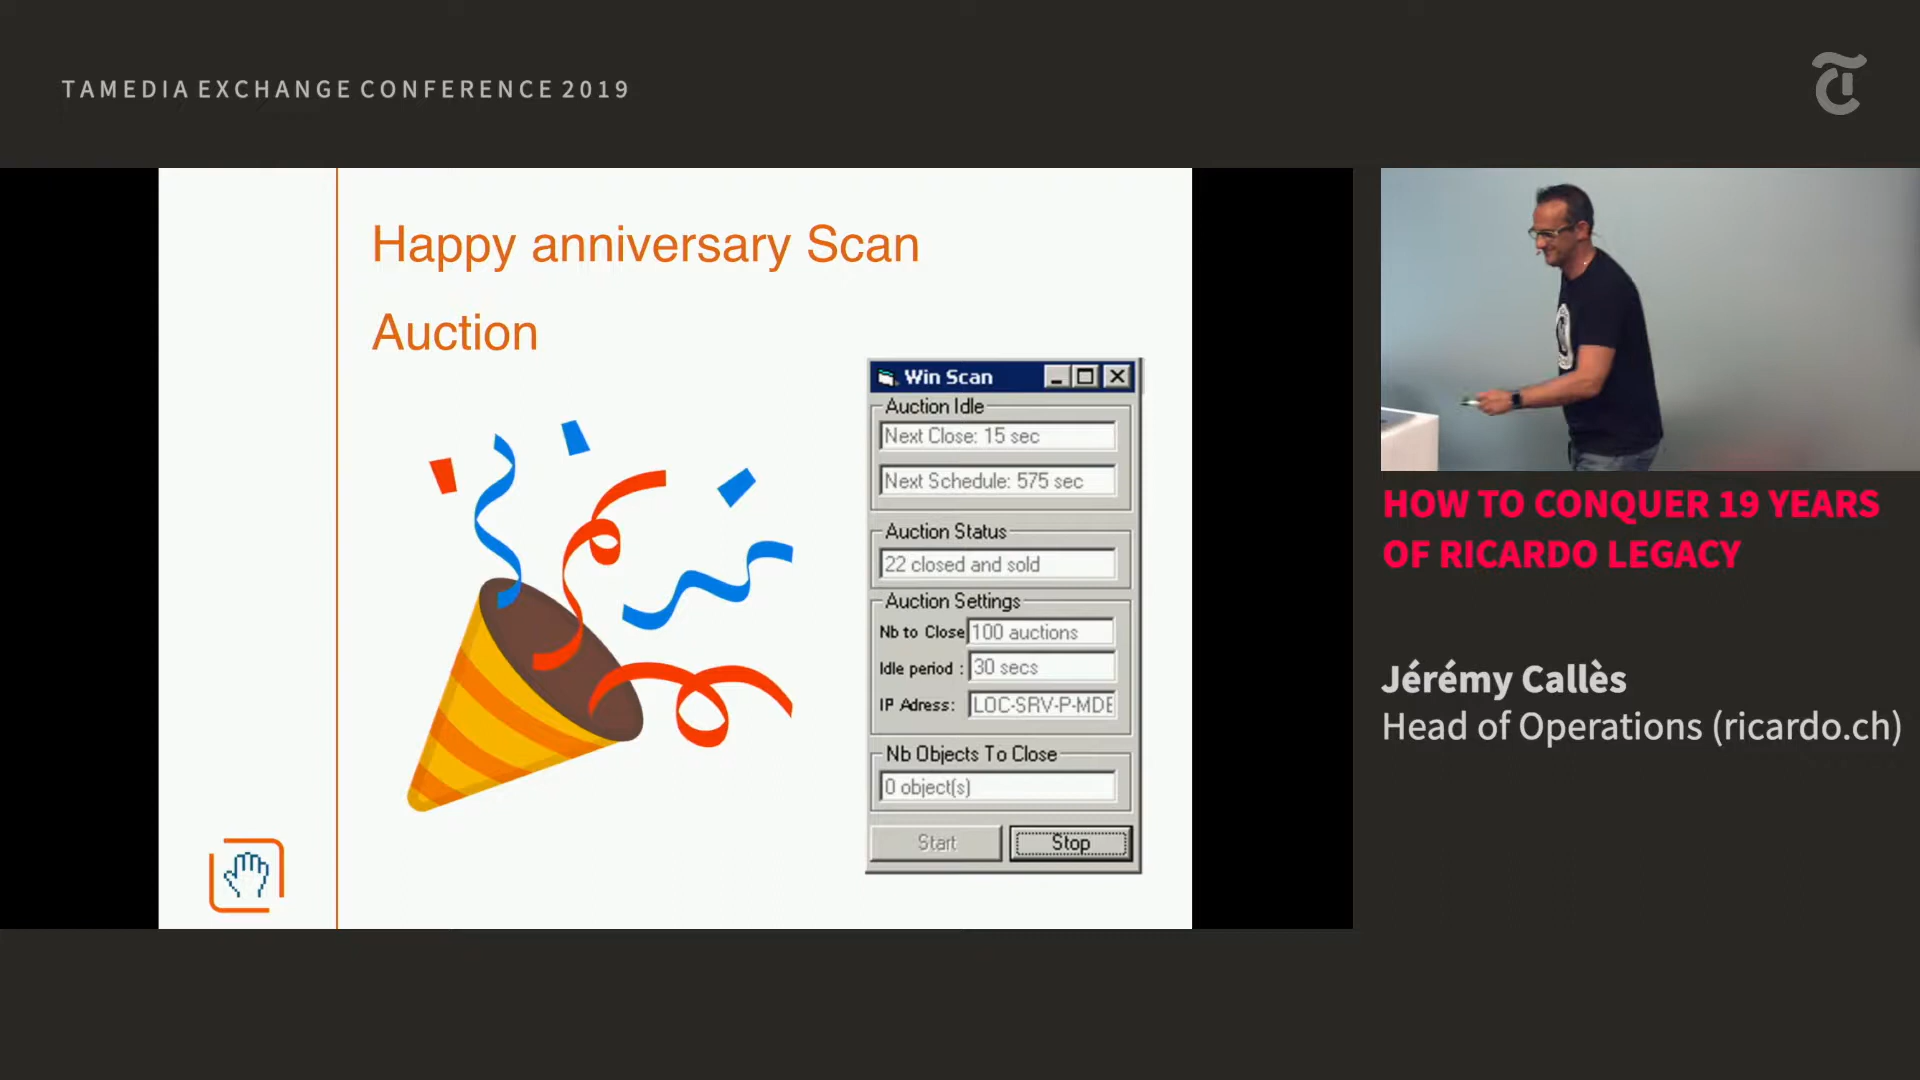 TAMEDIA EXCHANGE CONFERENCE 2019
Happy anniversary Scan
Auction
Win Scan
Auction Idle
Next Close: 15 sec
Next Schedule: 575 sec
Auction Status
22 closed and sold
Auction Settings
Nb to Close 100 auctions
Idle period : 30 secs
IP Adress: LOC-SRV-P-MDE
Nb Objects To Close
0 object(s)
Start Stop
HOW TO CONQUER 19 YEARS
OF RICARDO LEGACY
Jérémy Callès
Head of Operations (ricardo.ch)